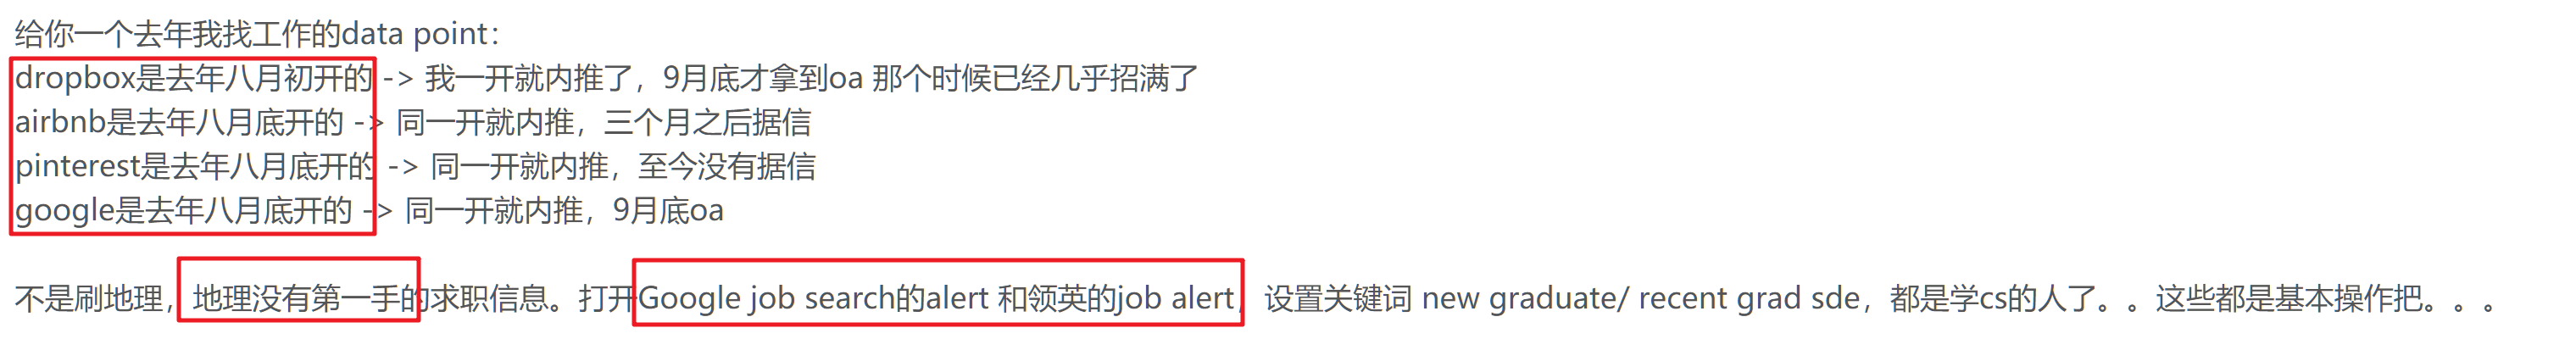 给你一个去年我找工作的data point：
dropbox是去年八月初开的 -> 我一开就内推了，9月底才拿到oa 那个时候已经几乎招满了
airbnb是去年八月底开的 -> 同一开就内推，三个月之后据信
pinterest是去年八月底开的 -> 同一开就内推，至今没有据信
google是去年八月底开的 -> 同一开就内推，9月底oa
不是刷地理，地理没有第一手的求职信息。打开Google job search的alert 和领英的job alert，设置关键词 new graduate/ recent grad sde，都是学cs的人了。。这些都是基本操作把。。。